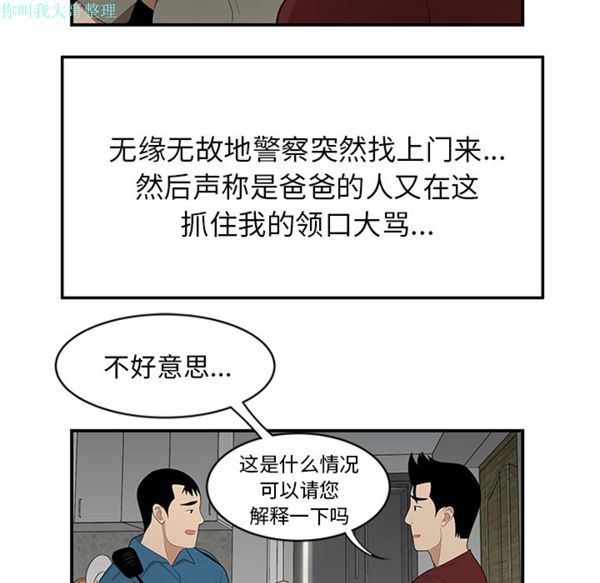 你叫我大哥整理
无缘无故地警察突然找上门来...
然后声称是爸爸的人又在这
抓住我的领口大骂...
不好意思...
这是什么情况
可以请您
解释一下吗